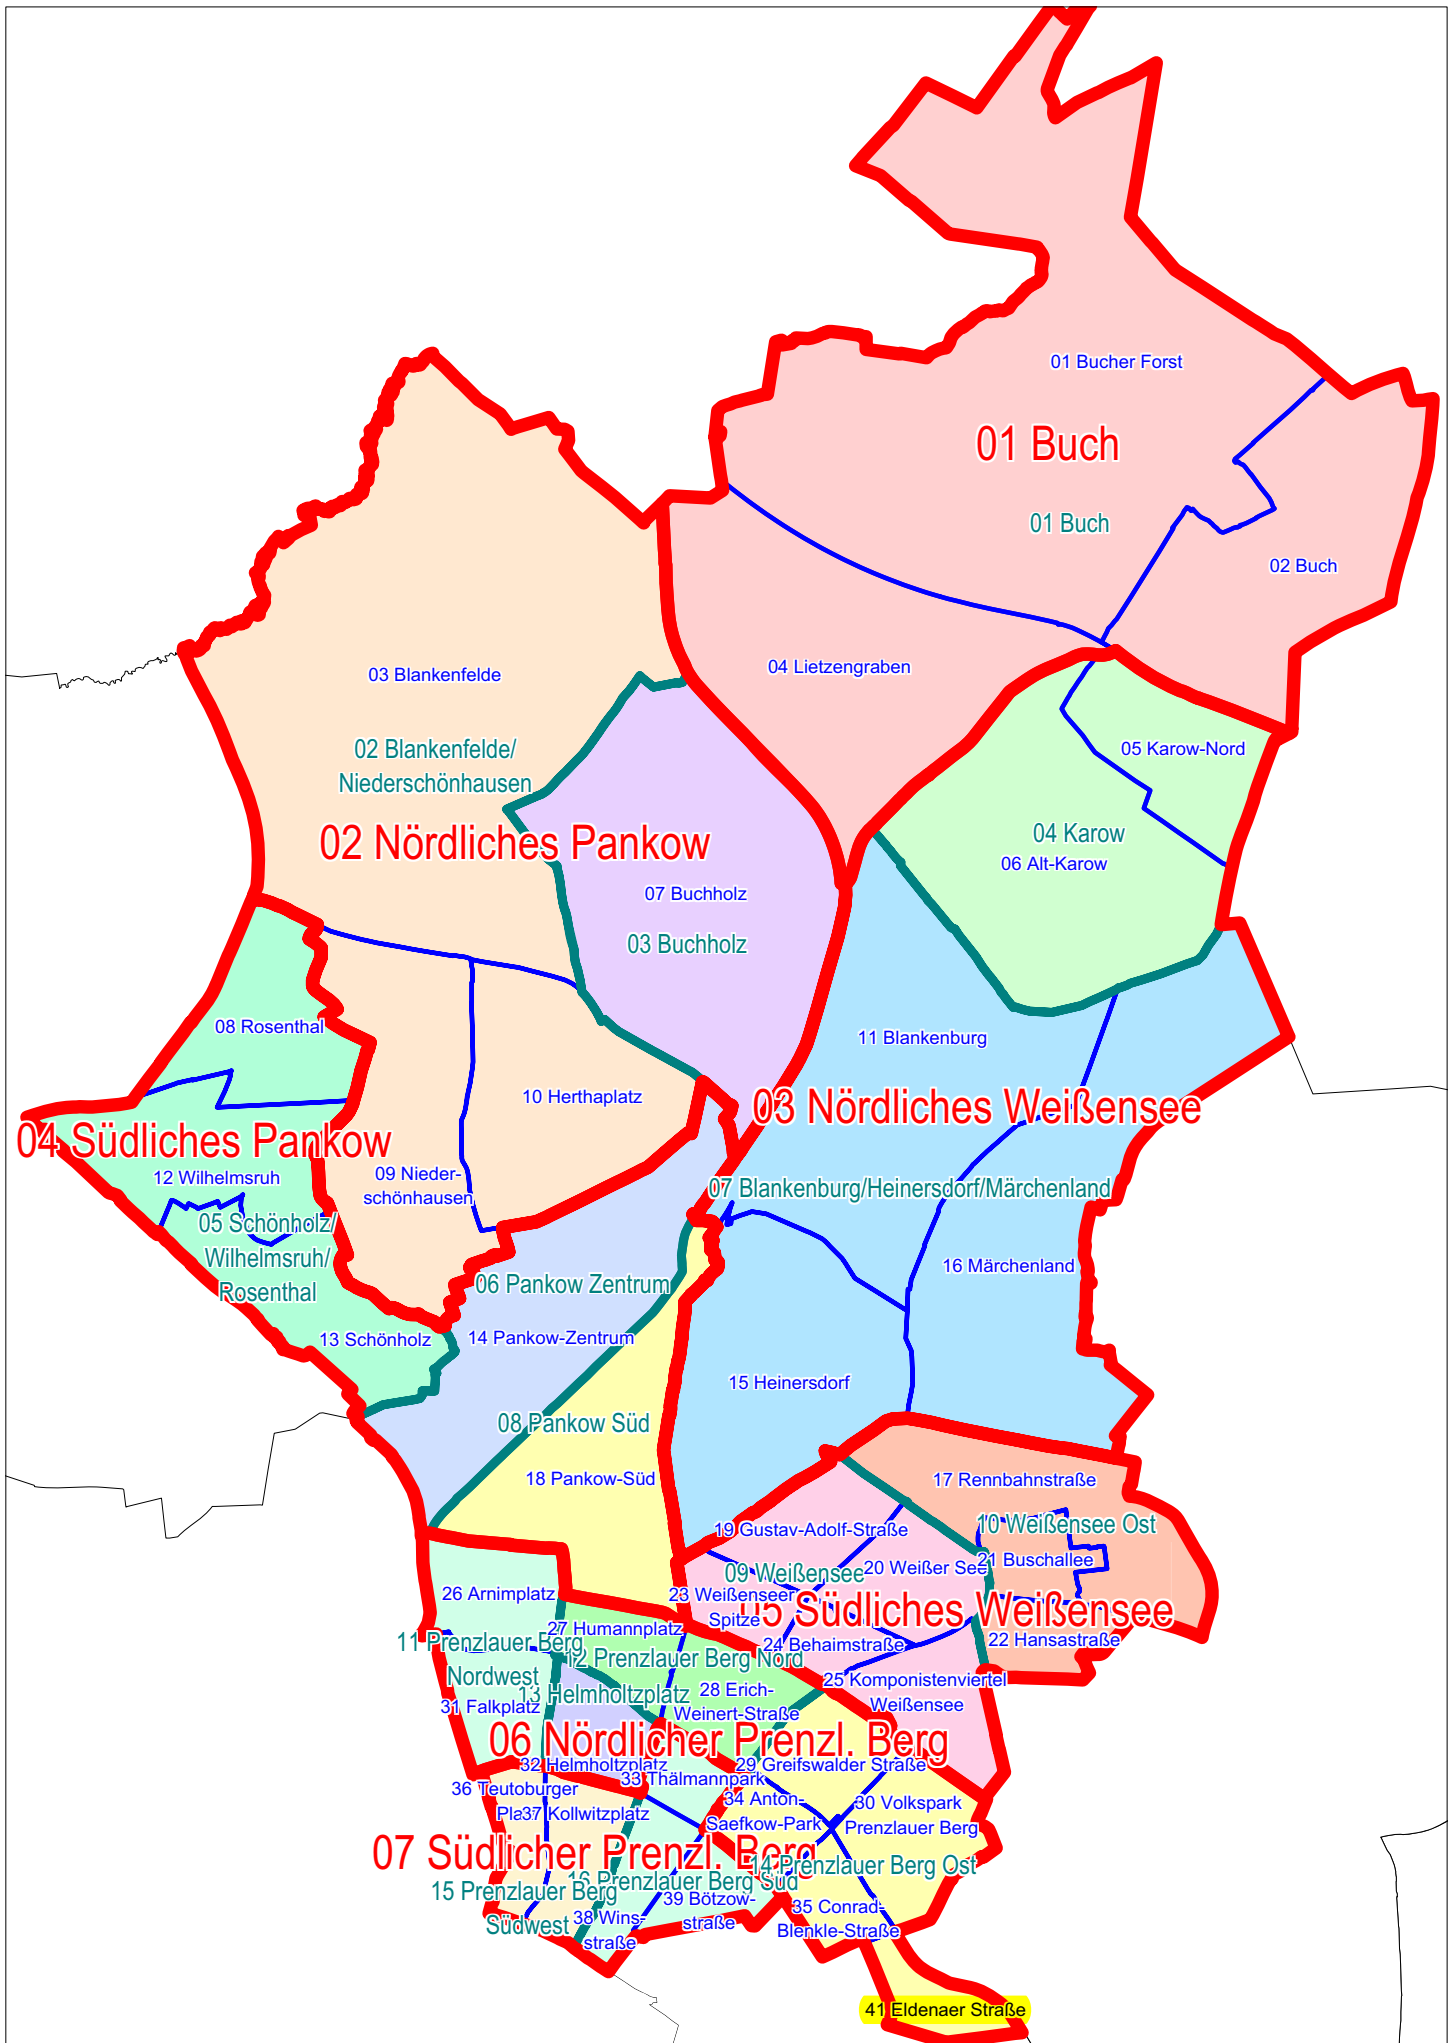 01 Bucher Forst
01 Buch
01 Buch
02 Buch
04 Lietzengraben
03 Blankenfelde
02 Blankenfelde/
Niederschönhausen
02 Nördliches Pankow
05 Karow-Nord
04 Karow
06 Alt-Karow
07 Buchholz
03 Buchholz
08 Rosenthal
11 Blankenburg
10 Herthaplatz
03 Nördliches Weißensee
04 Südliches Pankow
12 Wilhelmsruh
09 Nieder-
schönhausen
07 Blankenburg/Heinersdorf/Märchenland
05 Schönholz/
Wilhelmsruh/
Rosenthal
16 Märchenland
06 Pankow Zentrum
14 Pankow-Zentrum
13 Schönholz
15 Heinersdorf
08 Pankow Süd
18 Pankow-Süd
17 Rennbahnstraße
10 Weißensee Ost
19 Gustav-Adolf-Straße
21 Buschallee
20 Weißer See
09 Weißensee
23 Weißenseer
Spitze
05 Südliches Weißensee
26 Arnimplatz
27 Humannplatz
24 Behaimstraße
22 Hansastraße
11 Prenzlauer Berg
Nordwest
12 Prenzlauer Berg Nord
13 Helmholtzplatz
28 Erich-
Weinert-Straße
25 Komponistenviertel
Weißensee
31 Falkplatz
06 Nördlicher Prenzl. Berg
32 Helmholtzplatz
33 Thälmannpark
29 Greifswalder Straße
36 Teutoburger
Pla
37 Kollwitzplatz
34 Anton-
Saefkow-Park
30 Volkspark
Prenzlauer Berg
07 Südlicher Prenzl. Berg
14 Prenzlauer Berg Ost
16 Prenzlauer Berg Süd
15 Prenzlauer Berg
Südwest
39 Bötzow-
straße
38 Wins-
straße
35 Conrad-
Blenkle-Straße
41 Eldenaer Straße